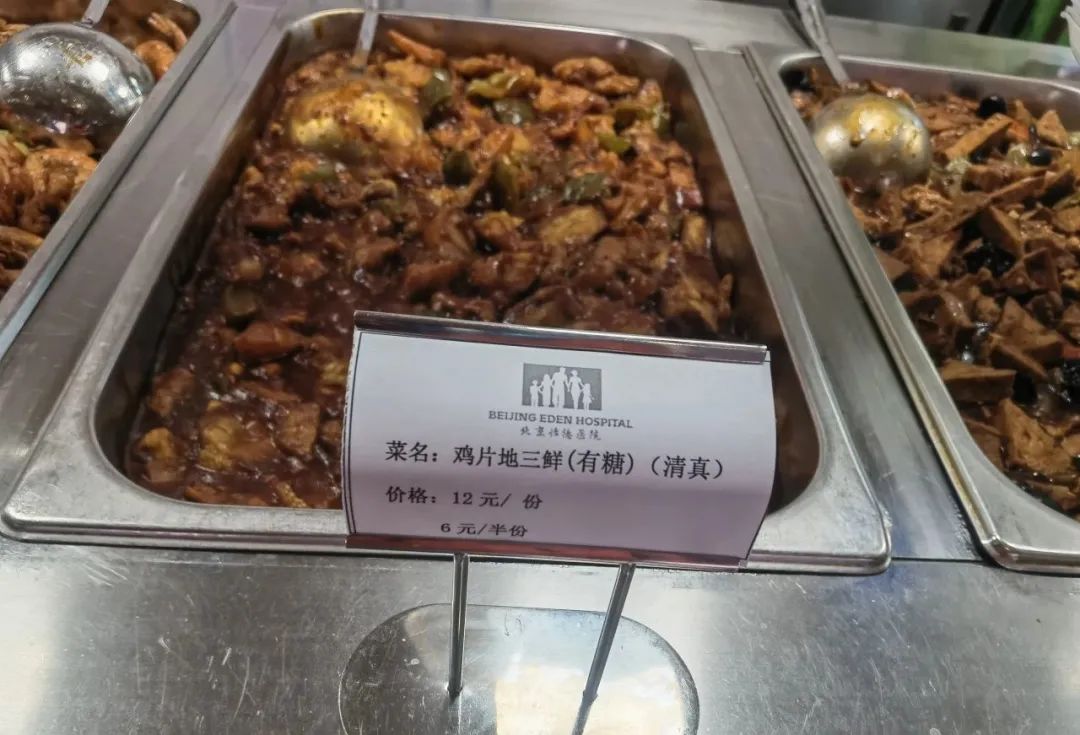 BEIJING EDEN HOSPITAL
北京伊德医院
菜名：鸡片地三鲜(有糖)（清真）
价格：12元/ 份
6元/半份